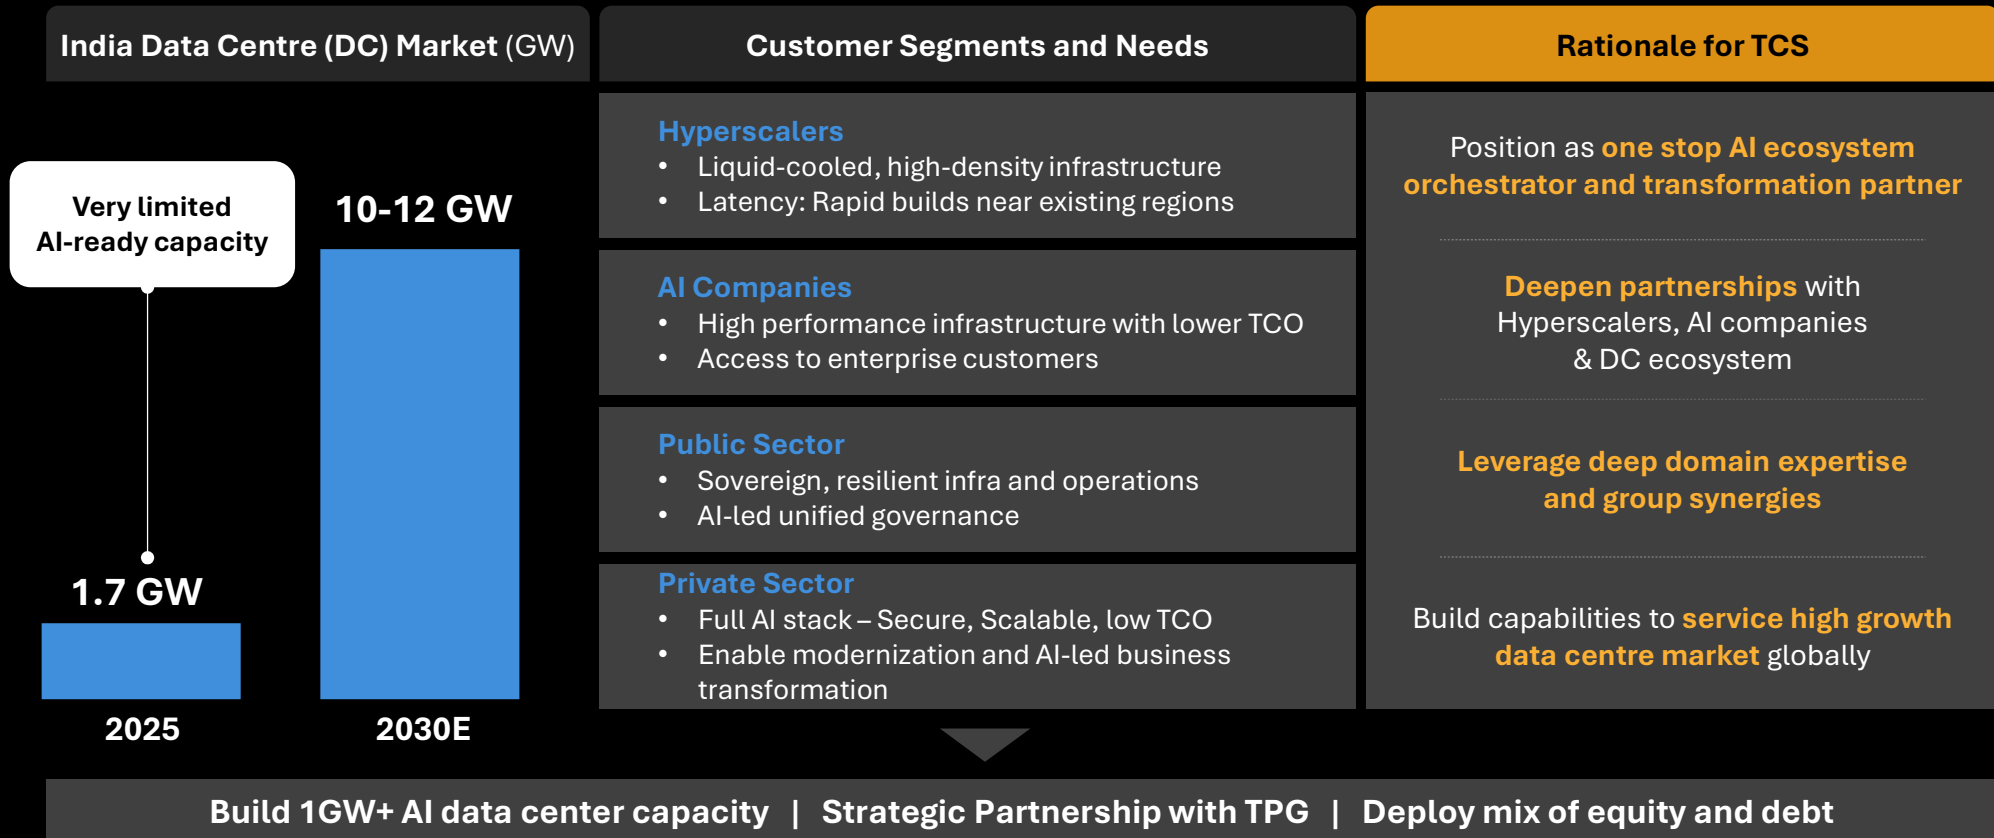 India Data Centre (DC) Market (GW)
Very limited
AI-ready capacity
10-12 GW
1.7 GW
2025
2030E
Customer Segments and Needs
Hyperscalers
• Liquid-cooled, high-density infrastructure
• Latency: Rapid builds near existing regions
AI Companies
• High performance infrastructure with lower TCO
• Access to enterprise customers
Public Sector
• Sovereign, resilient infra and operations
• AI-led unified governance
Private Sector
• Full AI stack – Secure, Scalable, low TCO
• Enable modernization and AI-led business
transformation
Rationale for TCS
Position as one stop AI ecosystem
orchestrator and transformation partner
Deepen partnerships with
Hyperscalers, AI companies
& DC ecosystem
Leverage deep domain expertise
and group synergies
Build capabilities to service high growth
data centre market globally
Build 1GW+ AI data center capacity | Strategic Partnership with TPG | Deploy mix of equity and debt